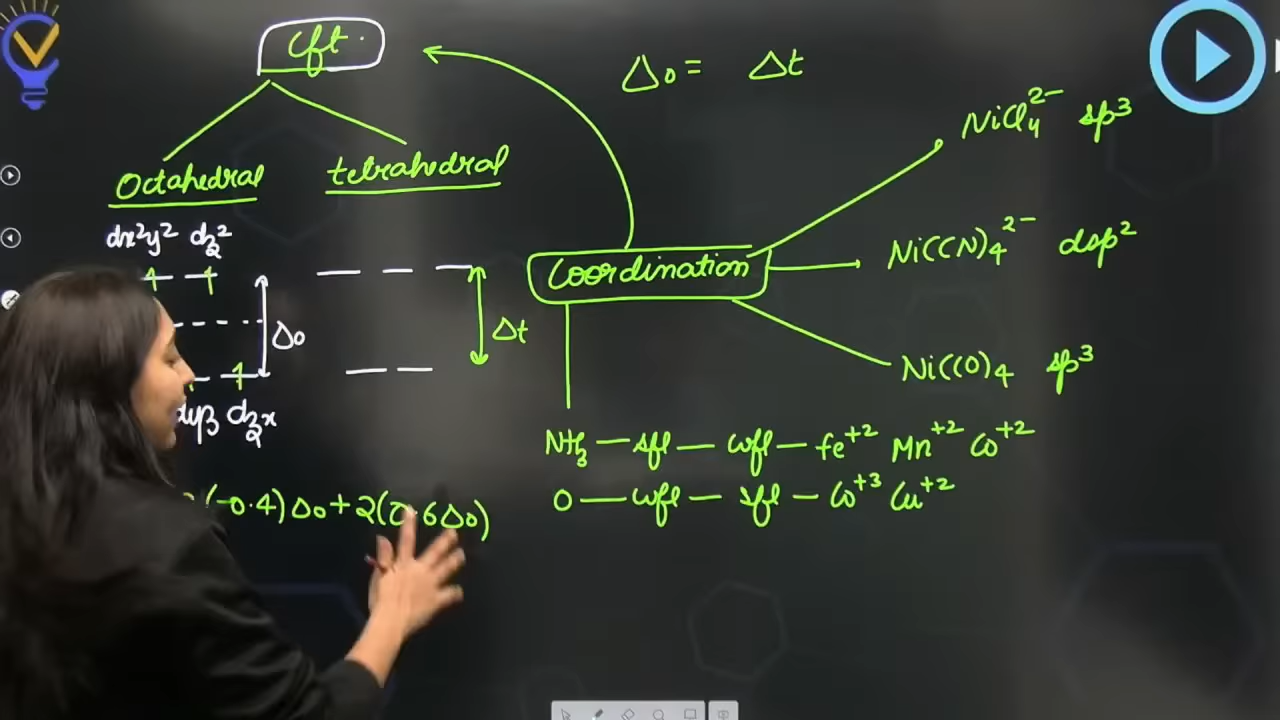 Cft.
Δo = Δt
NiCl4 2- sp3
Octahedral
tetrahedral
dx2y2 dz2
Ni(CN)4 2- dsp2
Coordination
Δo
Δt
Ni(CO)4 sp3
dyz dzx
NH3 — sfl — wfl — fe+2 Mn+2 Co+2
O — wfl — sfl — Co+3 Cu+2
(-0.4)Δo + 2(0.6Δo)